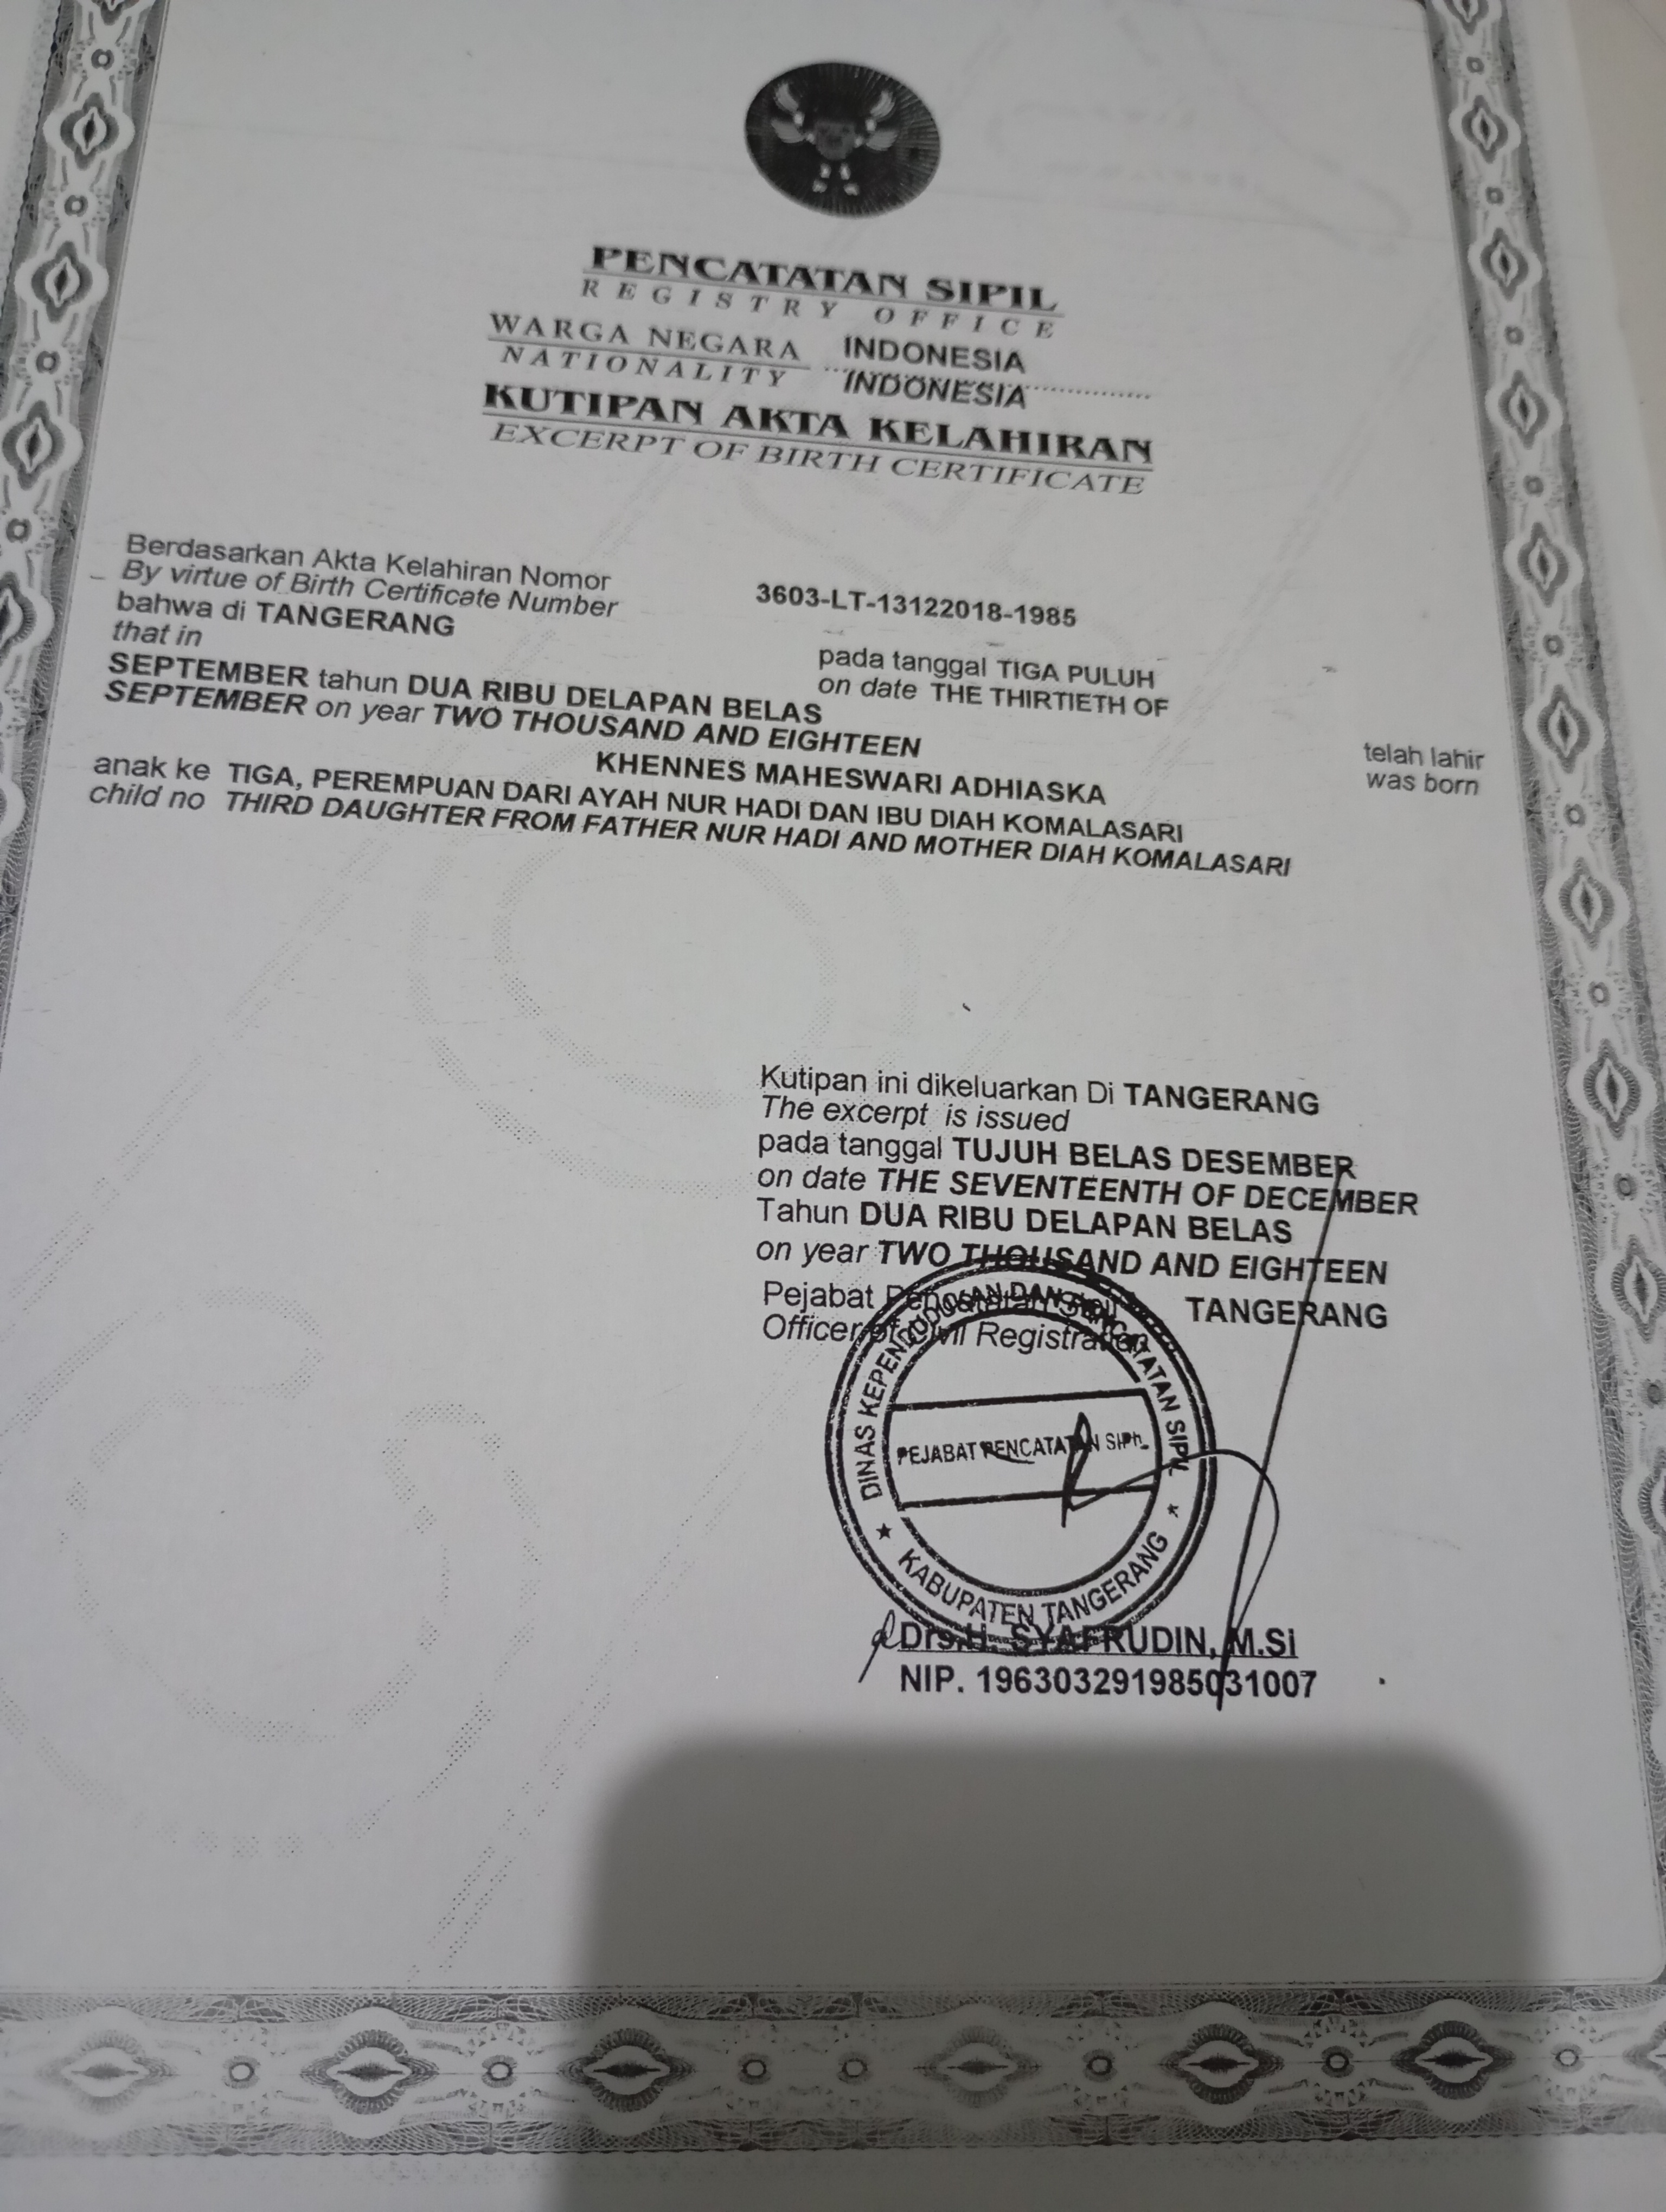 PENCATATAN SIPIL
REGISTRY OFFICE
WARGA NEGARA INDONESIA
NATIONALITY INDONESIA
KUTIPAN AKTA KELAHIRAN
EXCERPT OF BIRTH CERTIFICATE
Berdasarkan Akta Kelahiran Nomor
By virtue of Birth Certificate Number 3603-LT-13122018-1985
bahwa di TANGERANG pada tanggal TIGA PULUH
that in on date THE THIRTIETH OF
SEPTEMBER tahun DUA RIBU DELAPAN BELAS
SEPTEMBER on year TWO THOUSAND AND EIGHTEEN
telah lahir
was born
KHENNES MAHESWARI ADHIASKA
anak ke TIGA, PEREMPUAN DARI AYAH NUR HADI DAN IBU DIAH KOMALASARI
child no THIRD DAUGHTER FROM FATHER NUR HADI AND MOTHER DIAH KOMALASARI
Kutipan ini dikeluarkan Di TANGERANG
The excerpt is issued
pada tanggal TUJUH BELAS DESEMBER
on date THE SEVENTEENTH OF DECEMBER
Tahun DUA RIBU DELAPAN BELAS
on year TWO THOUSAND AND EIGHTEEN
Pejabat Pencatatan Sipil TANGERANG
Officer of Civil Registration
DINAS KEPENDUDUKAN DAN PENCATATAN SIPIL
PEJABAT PENCATATAN SIPIL
KABUPATEN TANGERANG
Drs.H. SYAFRUDIN, M.Si
NIP. 196303291985031007